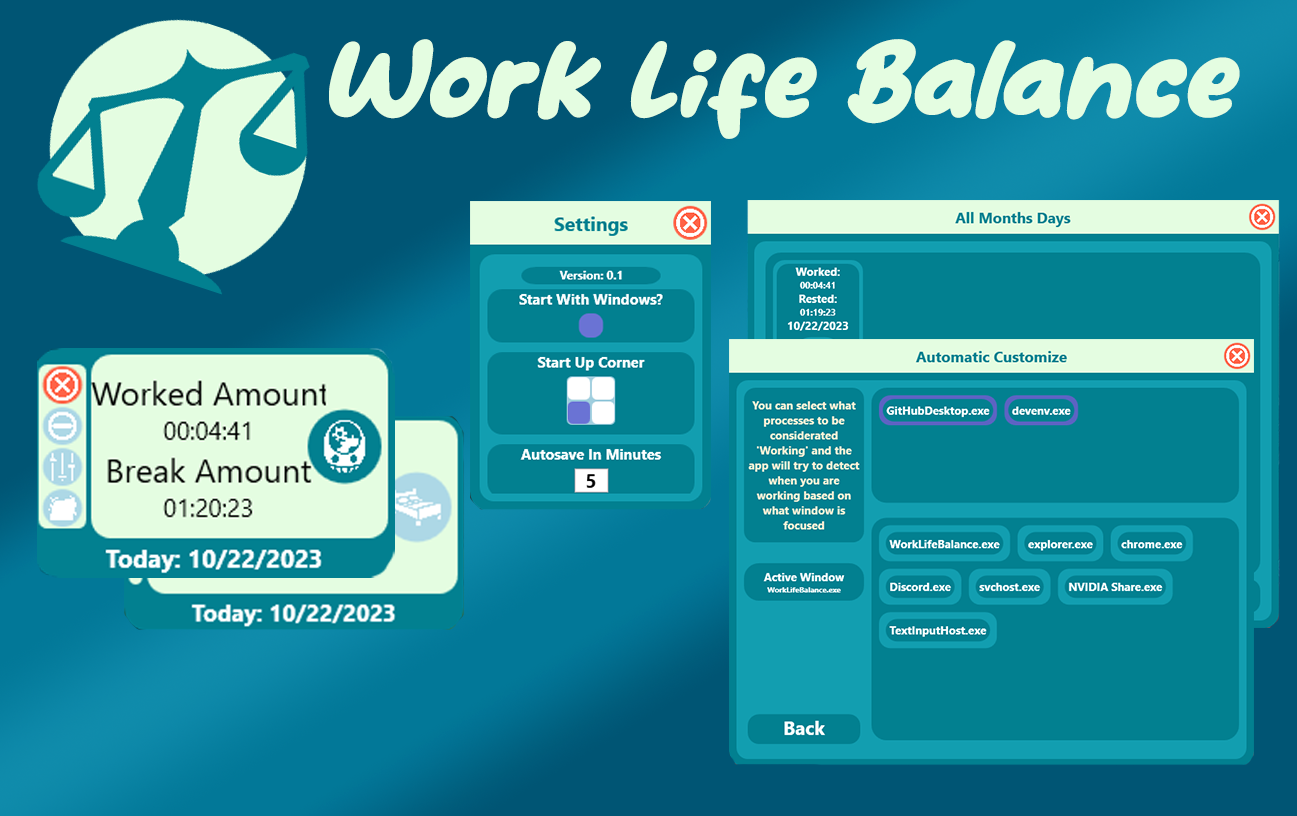 Work Life Balance
Settings
Version: 0.1
Start With Windows?
Start Up Corner
Autosave In Minutes
5
All Months Days
Worked:
00:04:41
Rested:
01:19:23
10/22/2023
Worked Amount
00:04:41
Break Amount
01:20:23
Today: 10/22/2023
Today: 10/22/2023
Automatic Customize
You can select what
processes to be
considerated
'Working' and the
app will try to detect
when you are
working based on
what window is
focused
Active Window
WorkLifeBalance.exe
Back
GitHubDesktop.exe devenv.exe
WorkLifeBalance.exe explorer.exe chrome.exe
Discord.exe svchost.exe NVIDIA Share.exe
TextInputHost.exe